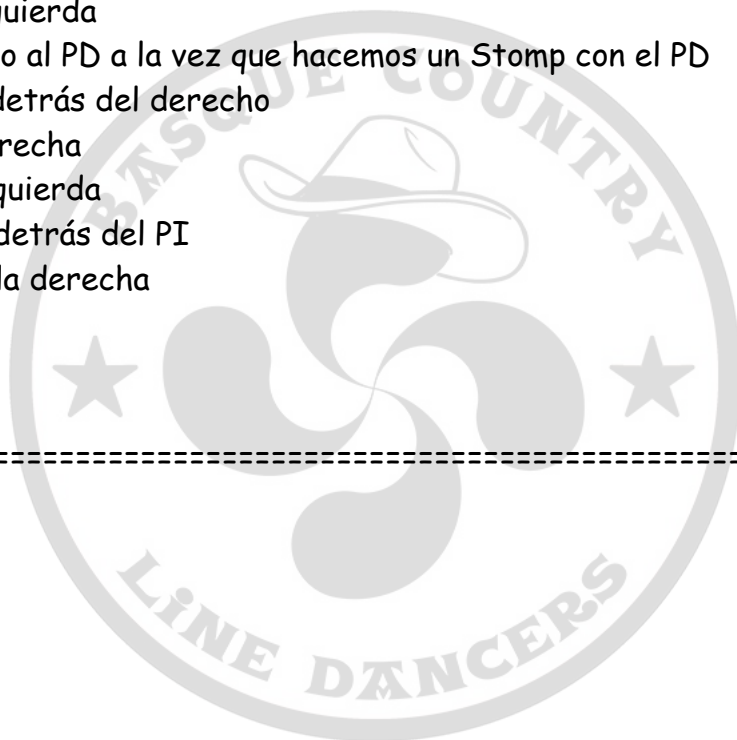 uierda
o al PD a la vez que hacemos un Stomp con el PD
detrás del derecho
recha
quierda
detrás del PI
la derecha
==================================================
BASQUE COUNTRY
LINE DANCERS